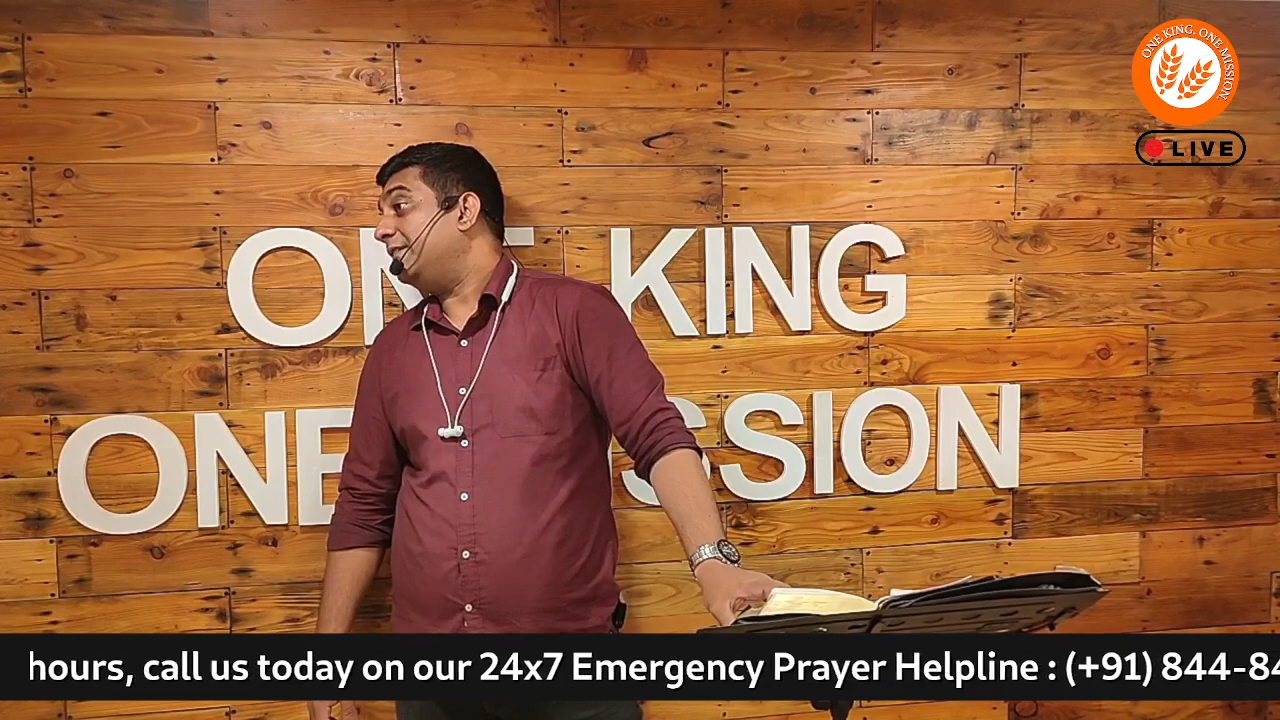 ONE KING. ONE MISSION.
LIVE
KING
ONE
SSION
hours, call us today on our 24x7 Emergency Prayer Helpline : (+91) 844-84